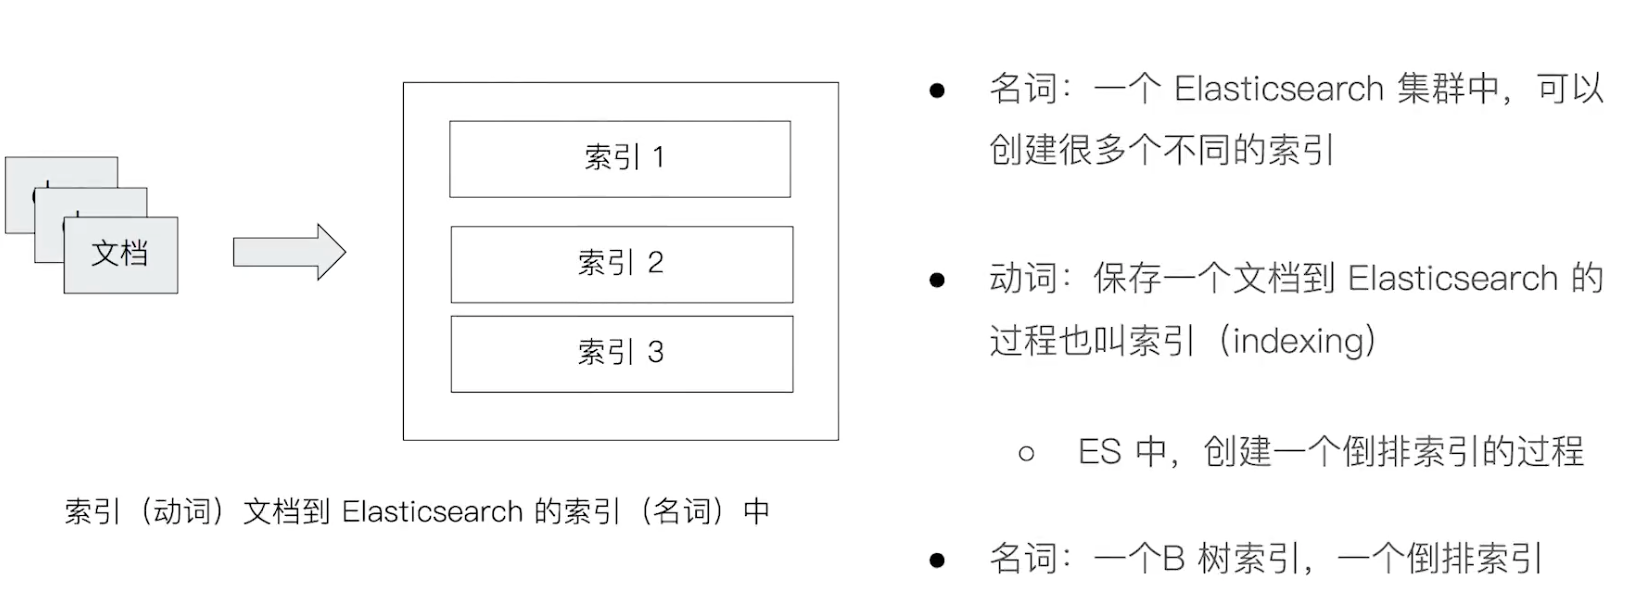 文档
索引 1
索引 2
索引 3
索引（动词）文档到 Elasticsearch 的索引（名词）中
● 名词：一个 Elasticsearch 集群中，可以
创建很多个不同的索引
● 动词：保存一个文档到 Elasticsearch 的
过程也叫索引（indexing）
○ ES 中，创建一个倒排索引的过程
● 名词：一个B 树索引，一个倒排索引